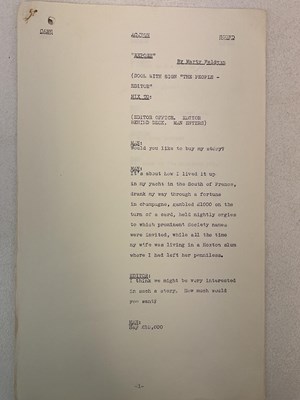 CAMS ACTION SOUND
"EXPOSE"
By Marty Feldman
(DOOR WITH SIGN "THE PEOPLE -
EDITOR"
MIX TO:
(EDITOR OFFICE. EDITOR
BEHIND DESK. MAN ENTERS)
MAN:
Would you like to buy my story?
MAN:
It's about how I lived it up
in my yacht in the South of France,
drank my way through a fortune
in champagne, gambled £1000 on the
turn of a card, held nightly orgies
to which prominent Society names
were invited, while all the time
my wife was living in a Hoxton slum
where I had left her penniless.
EDITOR:
I think we might be very interested
in such a story. How much would
you want?
MAN:
Say £10,000
-1-